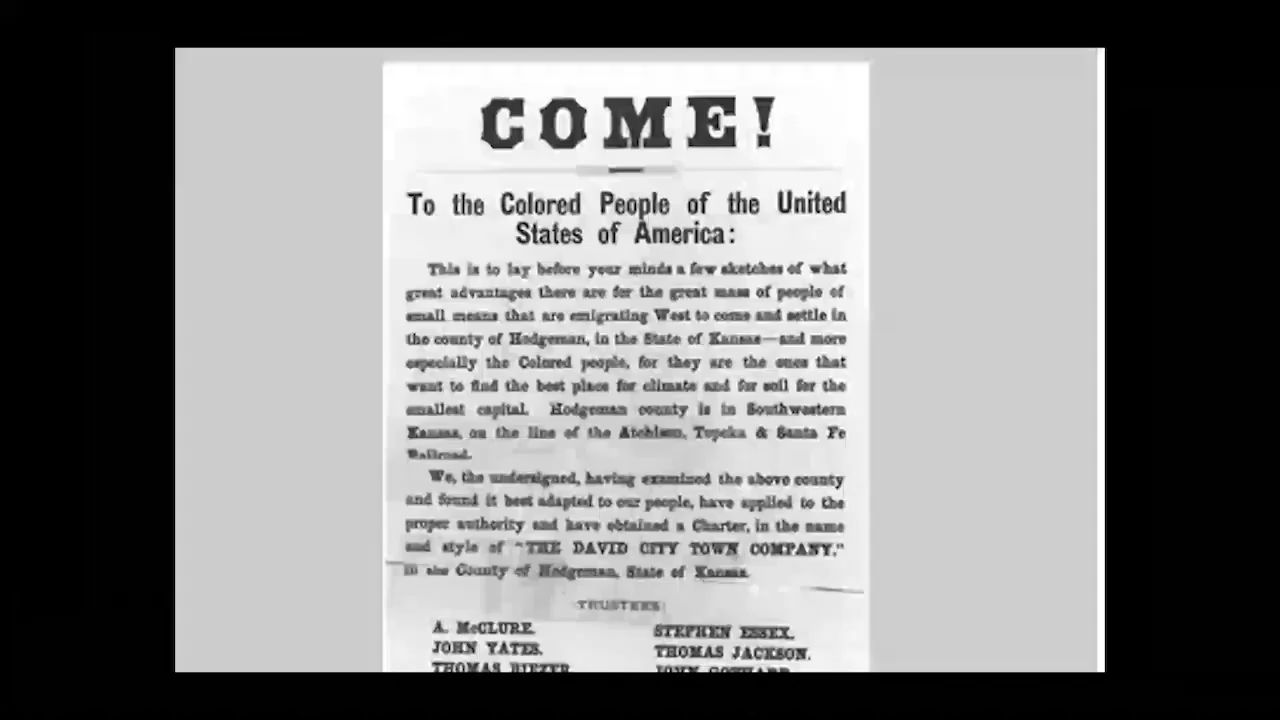 COME!
To the Colored People of the United
States of America:
This is to lay before your minds a few sketches of what
great advantages there are for the great mass of people of
small means that are emigrating West to come and settle in
the county of Hodgeman, in the State of Kansas—and more
especially the Colored people, for they are the ones that
want to find the best place for climate and for soil for the
smallest capital. Hodgeman county is in Southwestern
Kansas, on the line of the Atchison, Topeka & Santa Fe
Railroad.
We, the undersigned, having examined the above county
and found it best adapted to our people, have applied to the
proper authority and have obtained a Charter, in the name
and style of "THE DAVID CITY TOWN COMPANY,"
in the County of Hodgeman, State of Kansas.
TRUSTEES:
A. McCLURE. STEPHEN ESSEX.
JOHN YATES. THOMAS JACKSON.
THOMAS JOHN